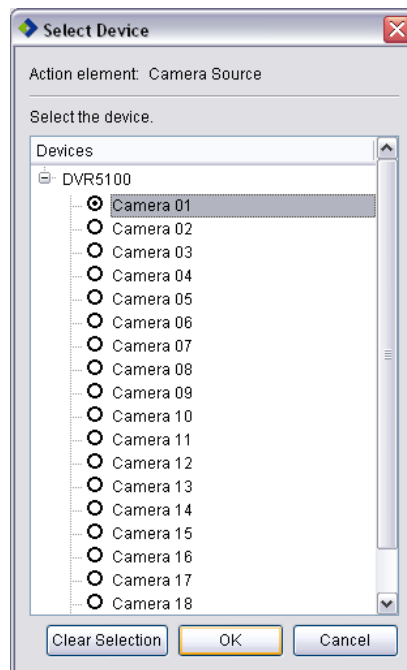 Select Device
Action element: Camera Source
Select the device.
Devices
DVR5100
Camera 01
Camera 02
Camera 03
Camera 04
Camera 05
Camera 06
Camera 07
Camera 08
Camera 09
Camera 10
Camera 11
Camera 12
Camera 13
Camera 14
Camera 15
Camera 16
Camera 17
Camera 18
Clear Selection OK Cancel